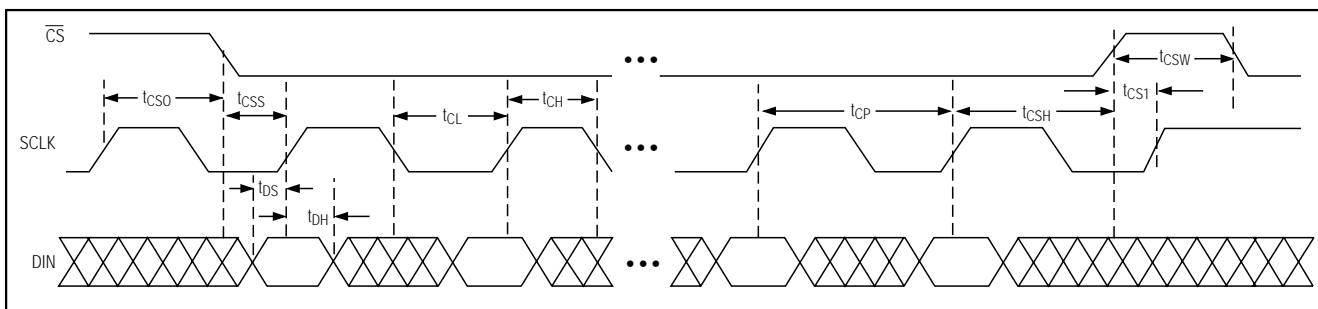 CS
tCSW
tCSO
tCSS
tCL
tCH
tCP
tCSH
tCS1
SCLK
tDS
tDH
DIN